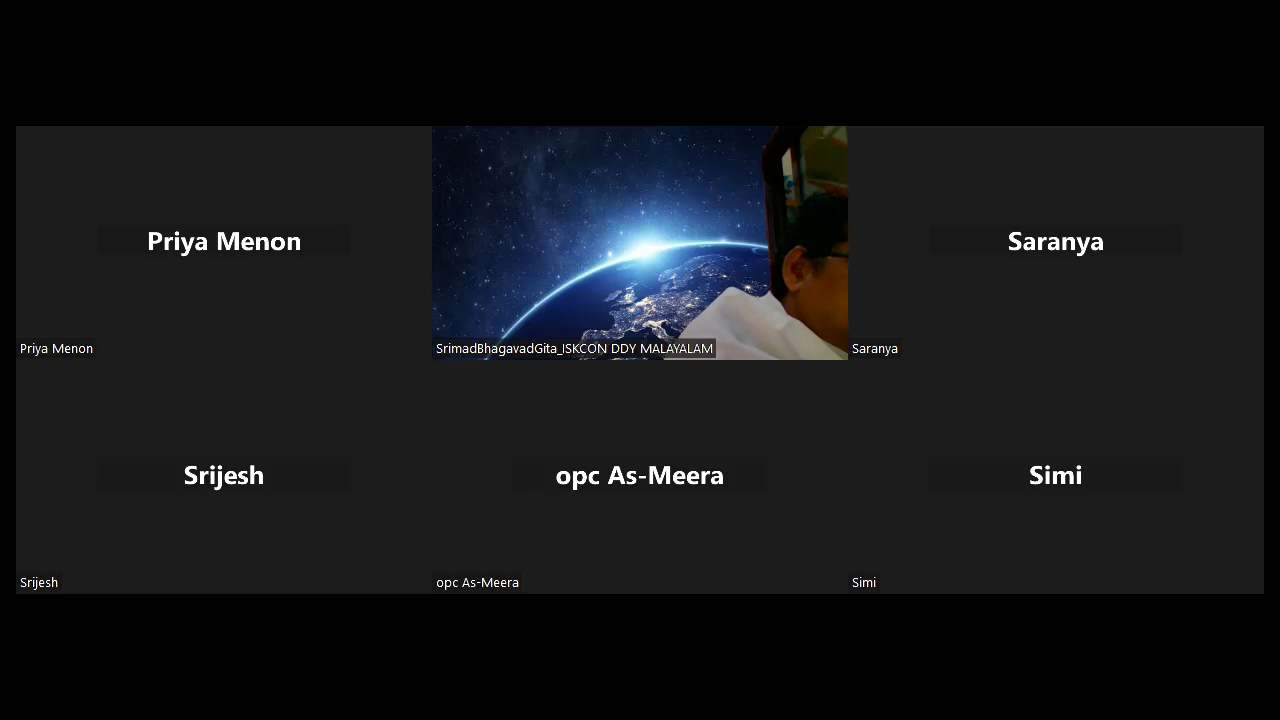 Priya Menon
Priya Menon
SrimadBhagavadGita_ISKCON DDY MALAYALAM
Saranya
Saranya
Srijesh
Srijesh
opc As-Meera
opc As-Meera
Simi
Simi